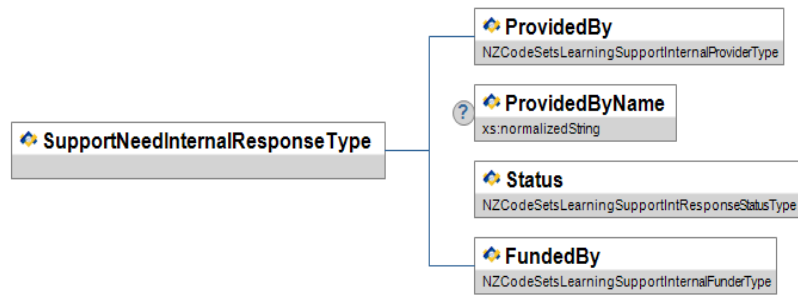 ProvidedBy
NZCodeSetsLearningSupportInternalProviderType
?
ProvidedByName
xs:normalizedString
SupportNeedInternalResponseType
Status
NZCodeSetsLearningSupportIntResponseStatusType
FundedBy
NZCodeSetsLearningSupportInternalFunderType